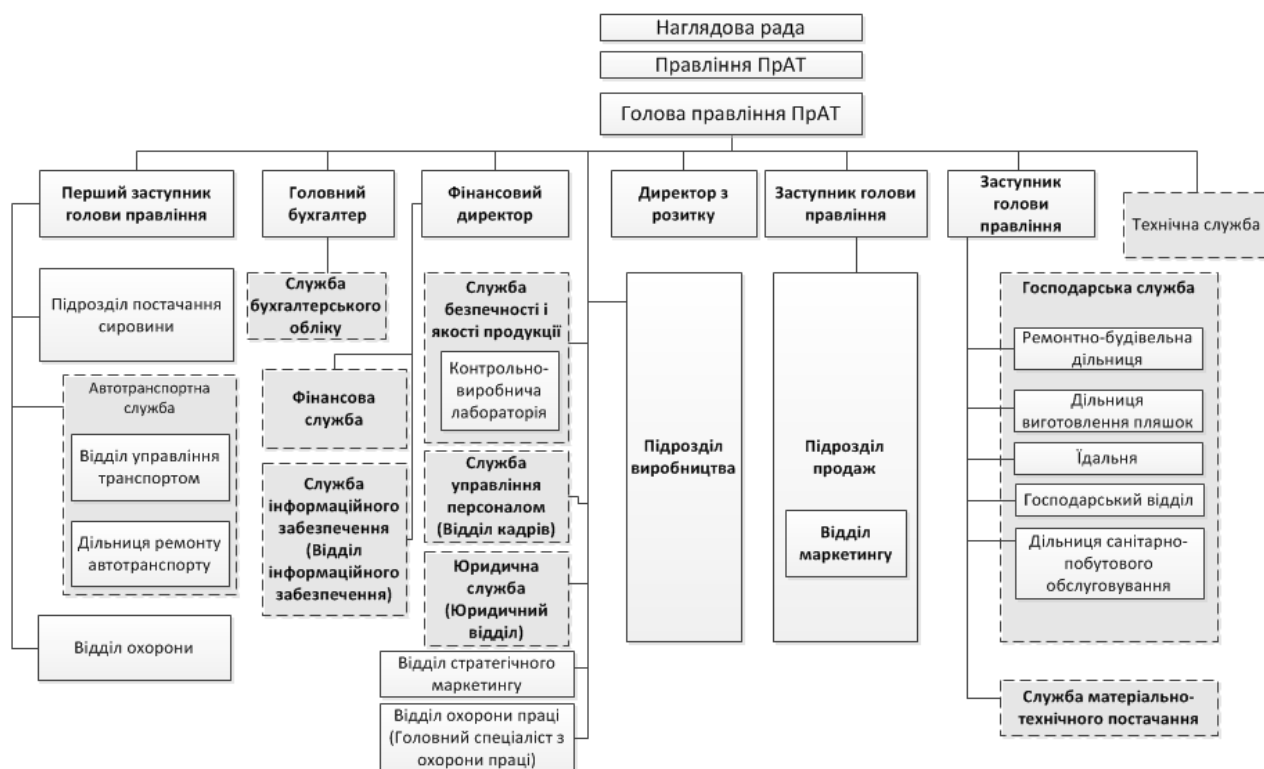 Наглядова рада
Правління ПрАТ
Голова правління ПрАТ
Перший заступник
голови правління
Головний
бухгалтер
Фінансовий
директор
Директор з
розитку
Заступник голови
правління
Заступник
голови
правління
Технічна служба
Підрозділ постачання
сировини
Автотранспортна
служба
Відділ управління
транспортом
Дільниця ремонту
автотранспорту
Відділ охорони
Служба
бухгалтерського
обліку
Фінансова
служба
Служба
інформаційного
забезпечення
(Відділ
інформаційного
забезпечення)
Служба
безпечності і
якості продукції
Контрольно-
виробнича
лабораторія
Служба
управління
персоналом
(Відділ кадрів)
Юридична
служба
(Юридичний
відділ)
Відділ стратегічного
маркетингу
Відділ охорони праці
(Головний спеціаліст з
охорони праці)
Підрозділ
виробництва
Підрозділ
продаж
Відділ
маркетингу
Господарська служба
Ремонтно-будівельна
дільниця
Дільниця
виготовлення пляшок
Їдальня
Господарський відділ
Дільниця санітарно-
побутового
обслуговування
Служба матеріально-
технічного постачання